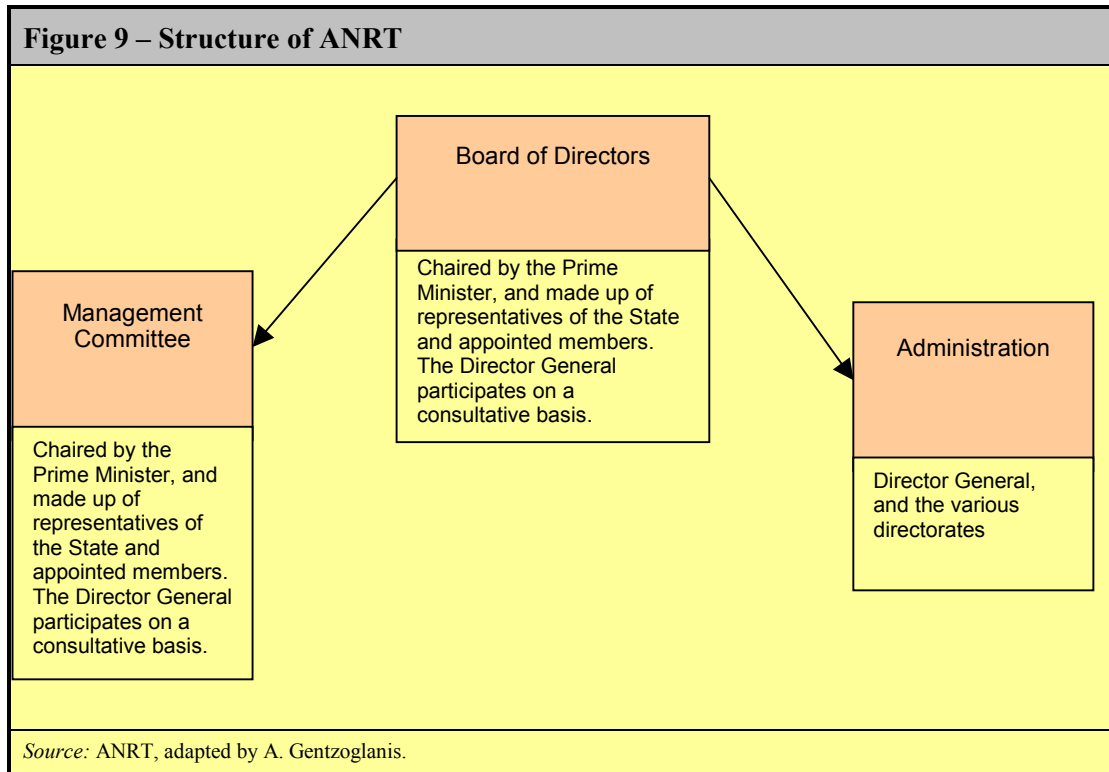 Figure 9 – Structure of ANRT
Board of Directors
Chaired by the Prime
Minister, and made up of
representatives of the State
and appointed members.
The Director General
participates on a
consultative basis.
Management
Committee
Chaired by the
Prime Minister, and
made up of
representatives of
the State and
appointed members.
The Director General
participates on a
consultative basis.
Administration
Director General,
and the various
directorates
Source: ANRT, adapted by A. Gentzoglanis.